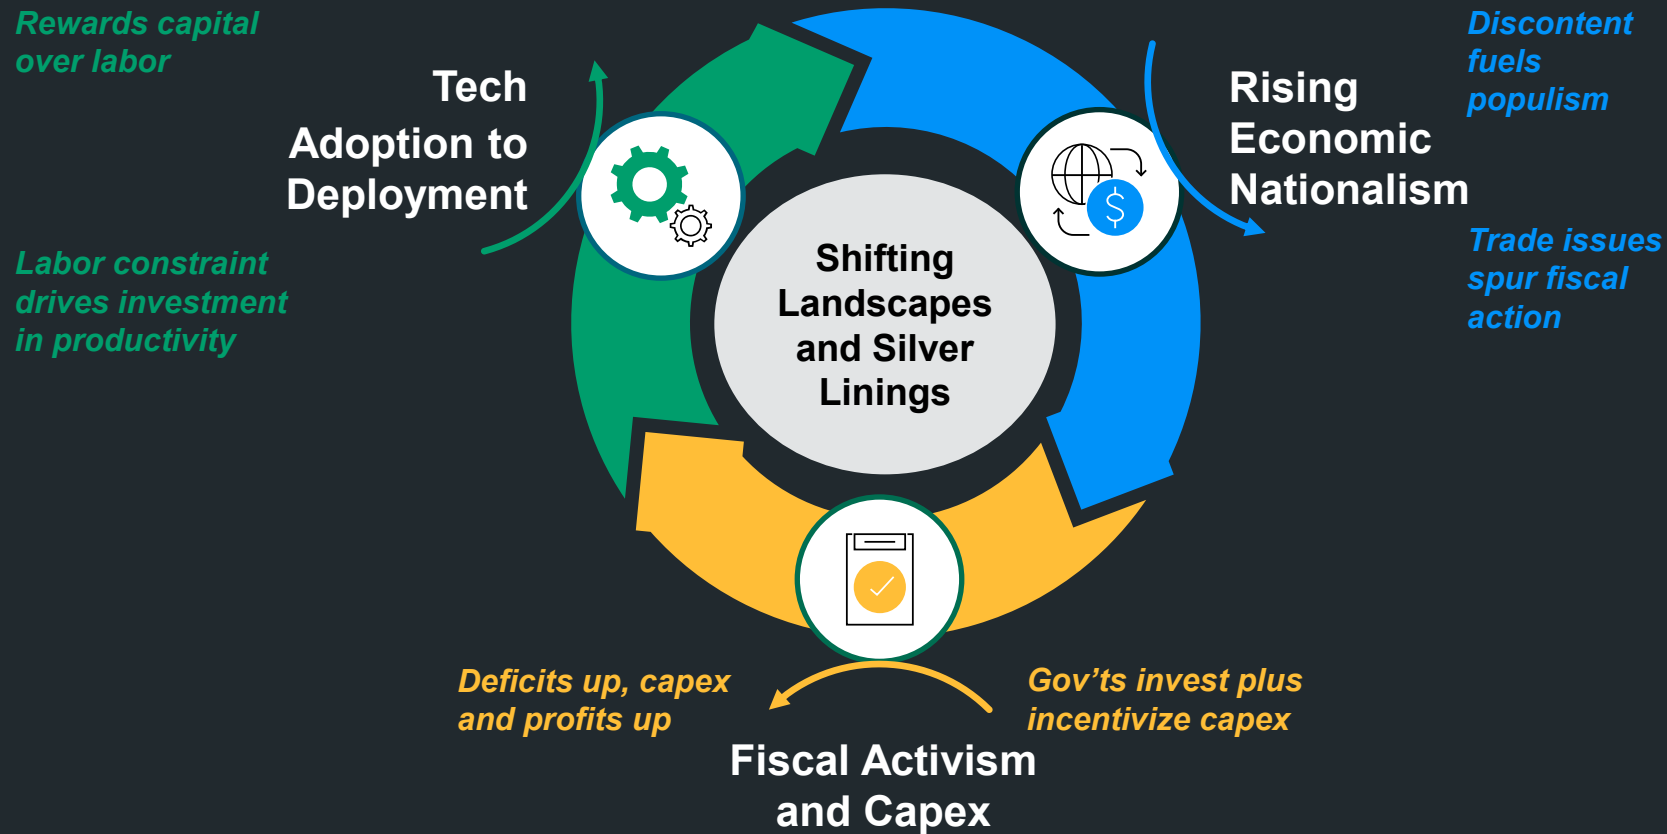 Rewards capital
over labor
Tech
Adoption to
Deployment
Labor constraint
drives investment
in productivity
Discontent
fuels
populism
Rising
Economic
Nationalism
Trade issues
spur fiscal
action
Shifting
Landscapes
and Silver
Linings
$
Deficits up, capex
and profits up
Gov'ts invest plus
incentivize capex
Fiscal Activism
and Capex